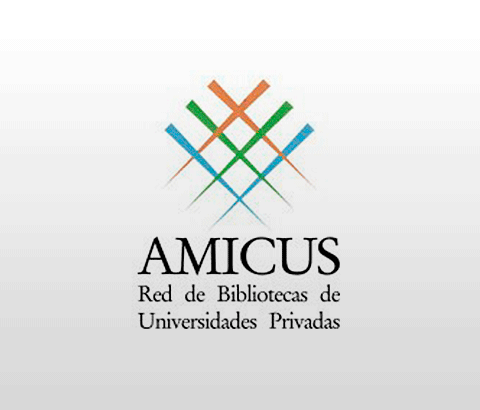 AMICUS
Red de Bibliotecas de
Universidades Privadas